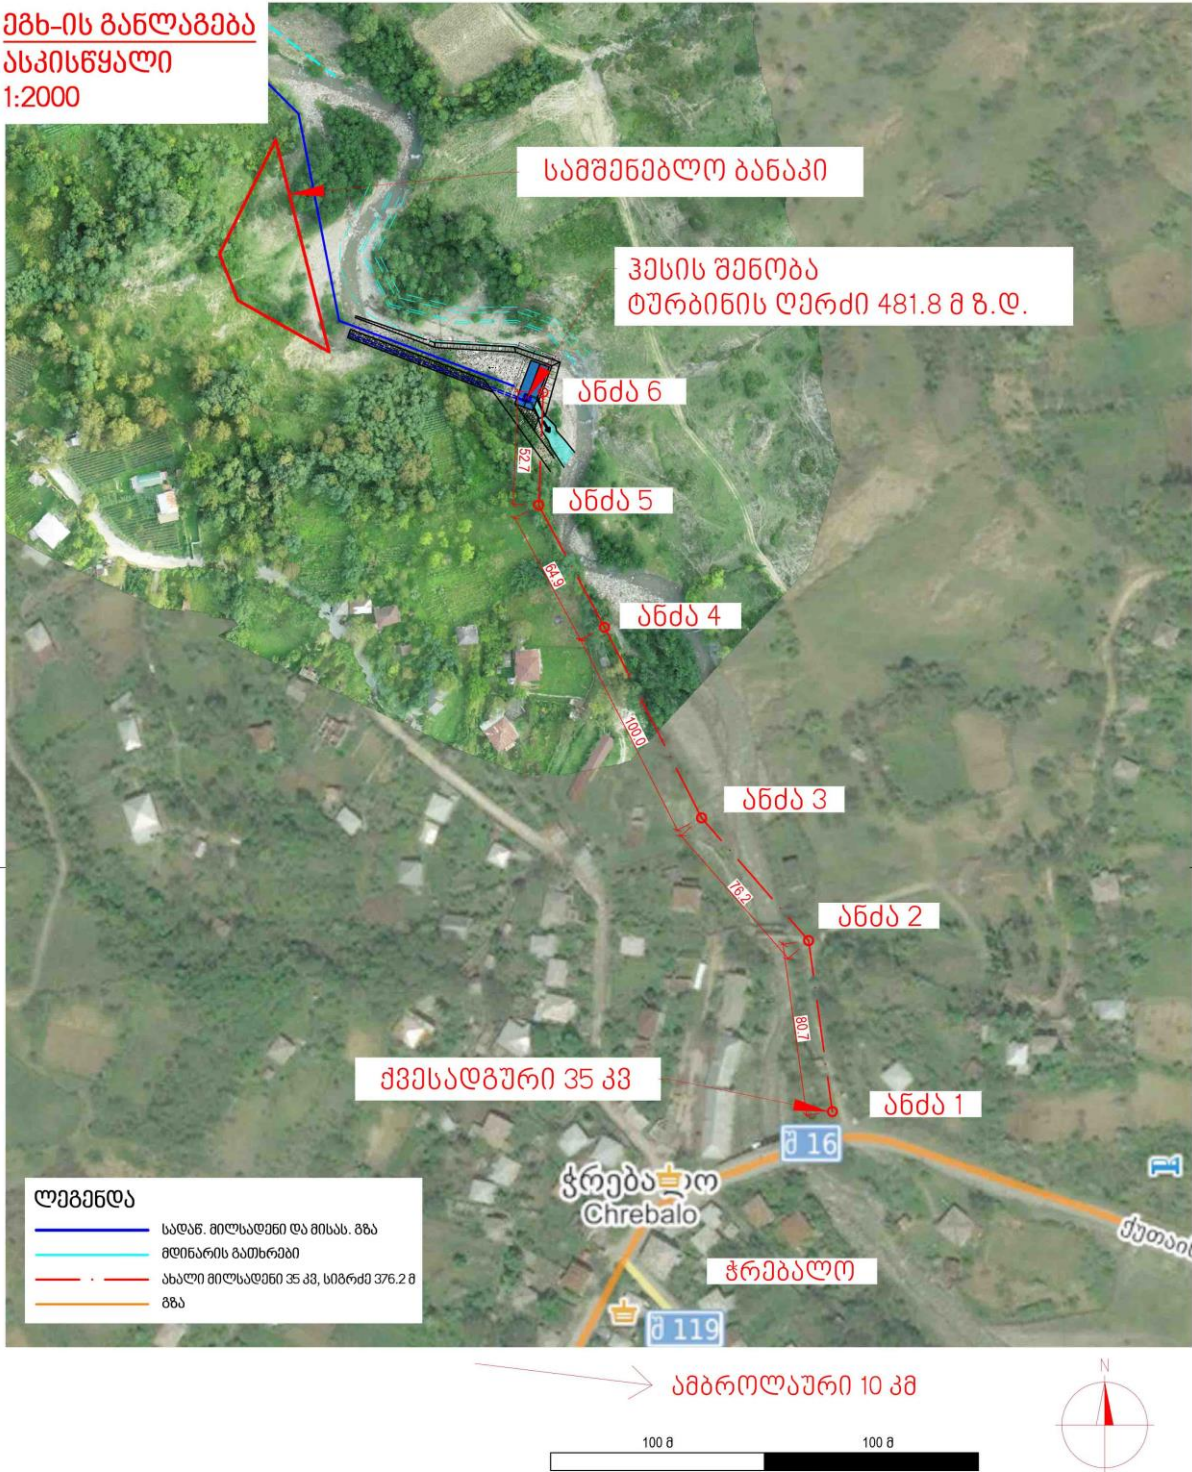 ეგხ-ის განლაგება
ასკისწყალი
1:2000
სამშენებლო ბანაკი
ჰესის შენობა
ტურბინის ღერძი 481.8 მ ზ.დ.
ანძა 6
52.7
ანძა 5
64.9
ანძა 4
100.0
ანძა 3
76.2
ანძა 2
80.7
ქვესადგური 35 კვ
ანძა 1
შ 16
ჭრებალო
Chrebalo
ჭრებალო
შ 119
ლეგენდა
სადაწ. მილსადენი და მისას. გზა
მდინარის გათხრები
ახალი მილსადენი 35 კვ, სიგრძე 376.2 მ
გზა
ამბროლაური 10 კმ
N
100 მ
100 მ